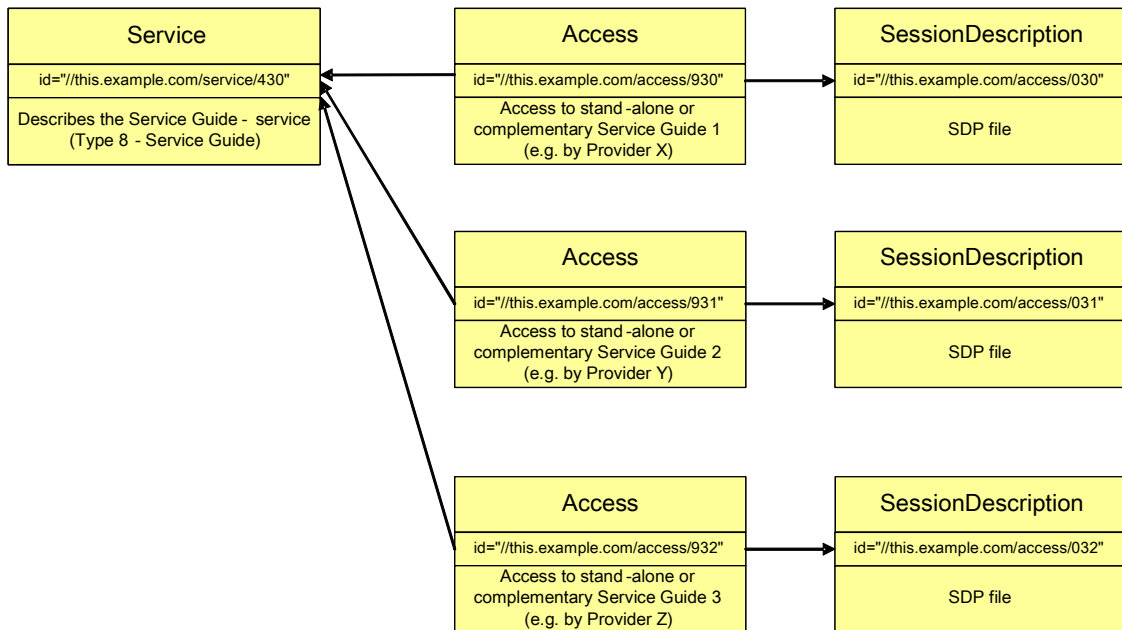 Service
id="//this.example.com/service/430"
Describes the Service Guide - service
(Type 8 - Service Guide)
Access
id="//this.example.com/access/930"
Access to stand-alone or
complementary Service Guide 1
(e.g. by Provider X)
SessionDescription
id="//this.example.com/access/030"
SDP file
Access
id="//this.example.com/access/931"
Access to stand-alone or
complementary Service Guide 2
(e.g. by Provider Y)
SessionDescription
id="//this.example.com/access/031"
SDP file
Access
id="//this.example.com/access/932"
Access to stand-alone or
complementary Service Guide 3
(e.g. by Provider Z)
SessionDescription
id="//this.example.com/access/032"
SDP file